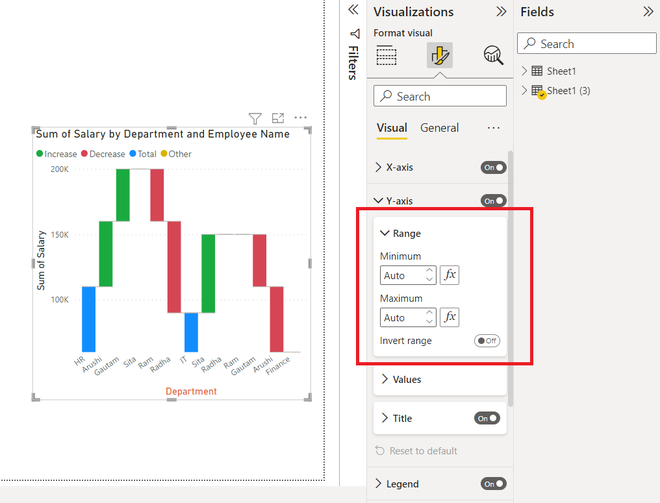 Visualizations
Fields
Format visual
Filters
Search
Search
Sheet1
Sheet1 (3)
Visual
General
Sum of Salary by Department and Employee Name
Increase
Decrease
Total
Other
200K
150K
100K
Sum of Salary
HR
Arushi
Gautam
Sita
Ram
Radha
IT
Sita
Radha
Ram
Gautam
Arushi
Finance
Department
X-axis
On
Y-axis
On
Range
Minimum
Auto
fx
Maximum
Auto
fx
Invert range
Off
Values
Title
On
Reset to default
Legend
On